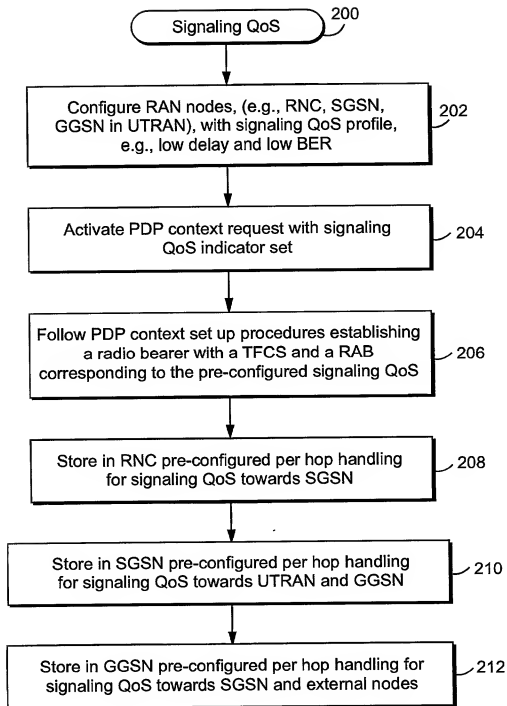 Signaling QoS
200
Configure RAN nodes, (e.g., RNC, SGSN,
GGSN in UTRAN), with signaling QoS profile,
e.g., low delay and low BER
202
Activate PDP context request with signaling
QoS indicator set
204
Follow PDP context set up procedures establishing
a radio bearer with a TFCS and a RAB
corresponding to the pre-configured signaling QoS
206
Store in RNC pre-configured per hop handling
for signaling QoS towards SGSN
208
Store in SGSN pre-configured per hop handling
for signaling QoS towards UTRAN and GGSN
210
Store in GGSN pre-configured per hop handling for
signaling QoS towards SGSN and external nodes
212